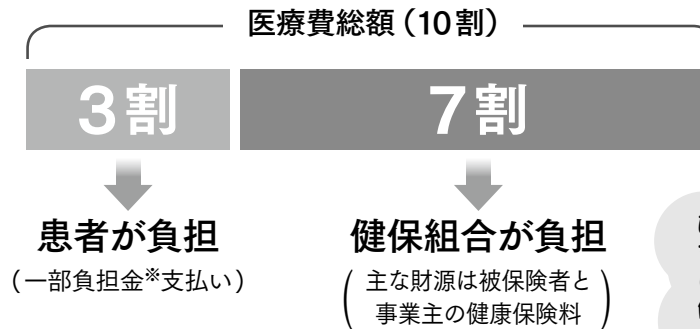 医療費総額（10割）
3割
7割
患者が負担
健保組合が負担
（一部負担金※支払い）
（主な財源は被保険者と
事業主の健康保険料）